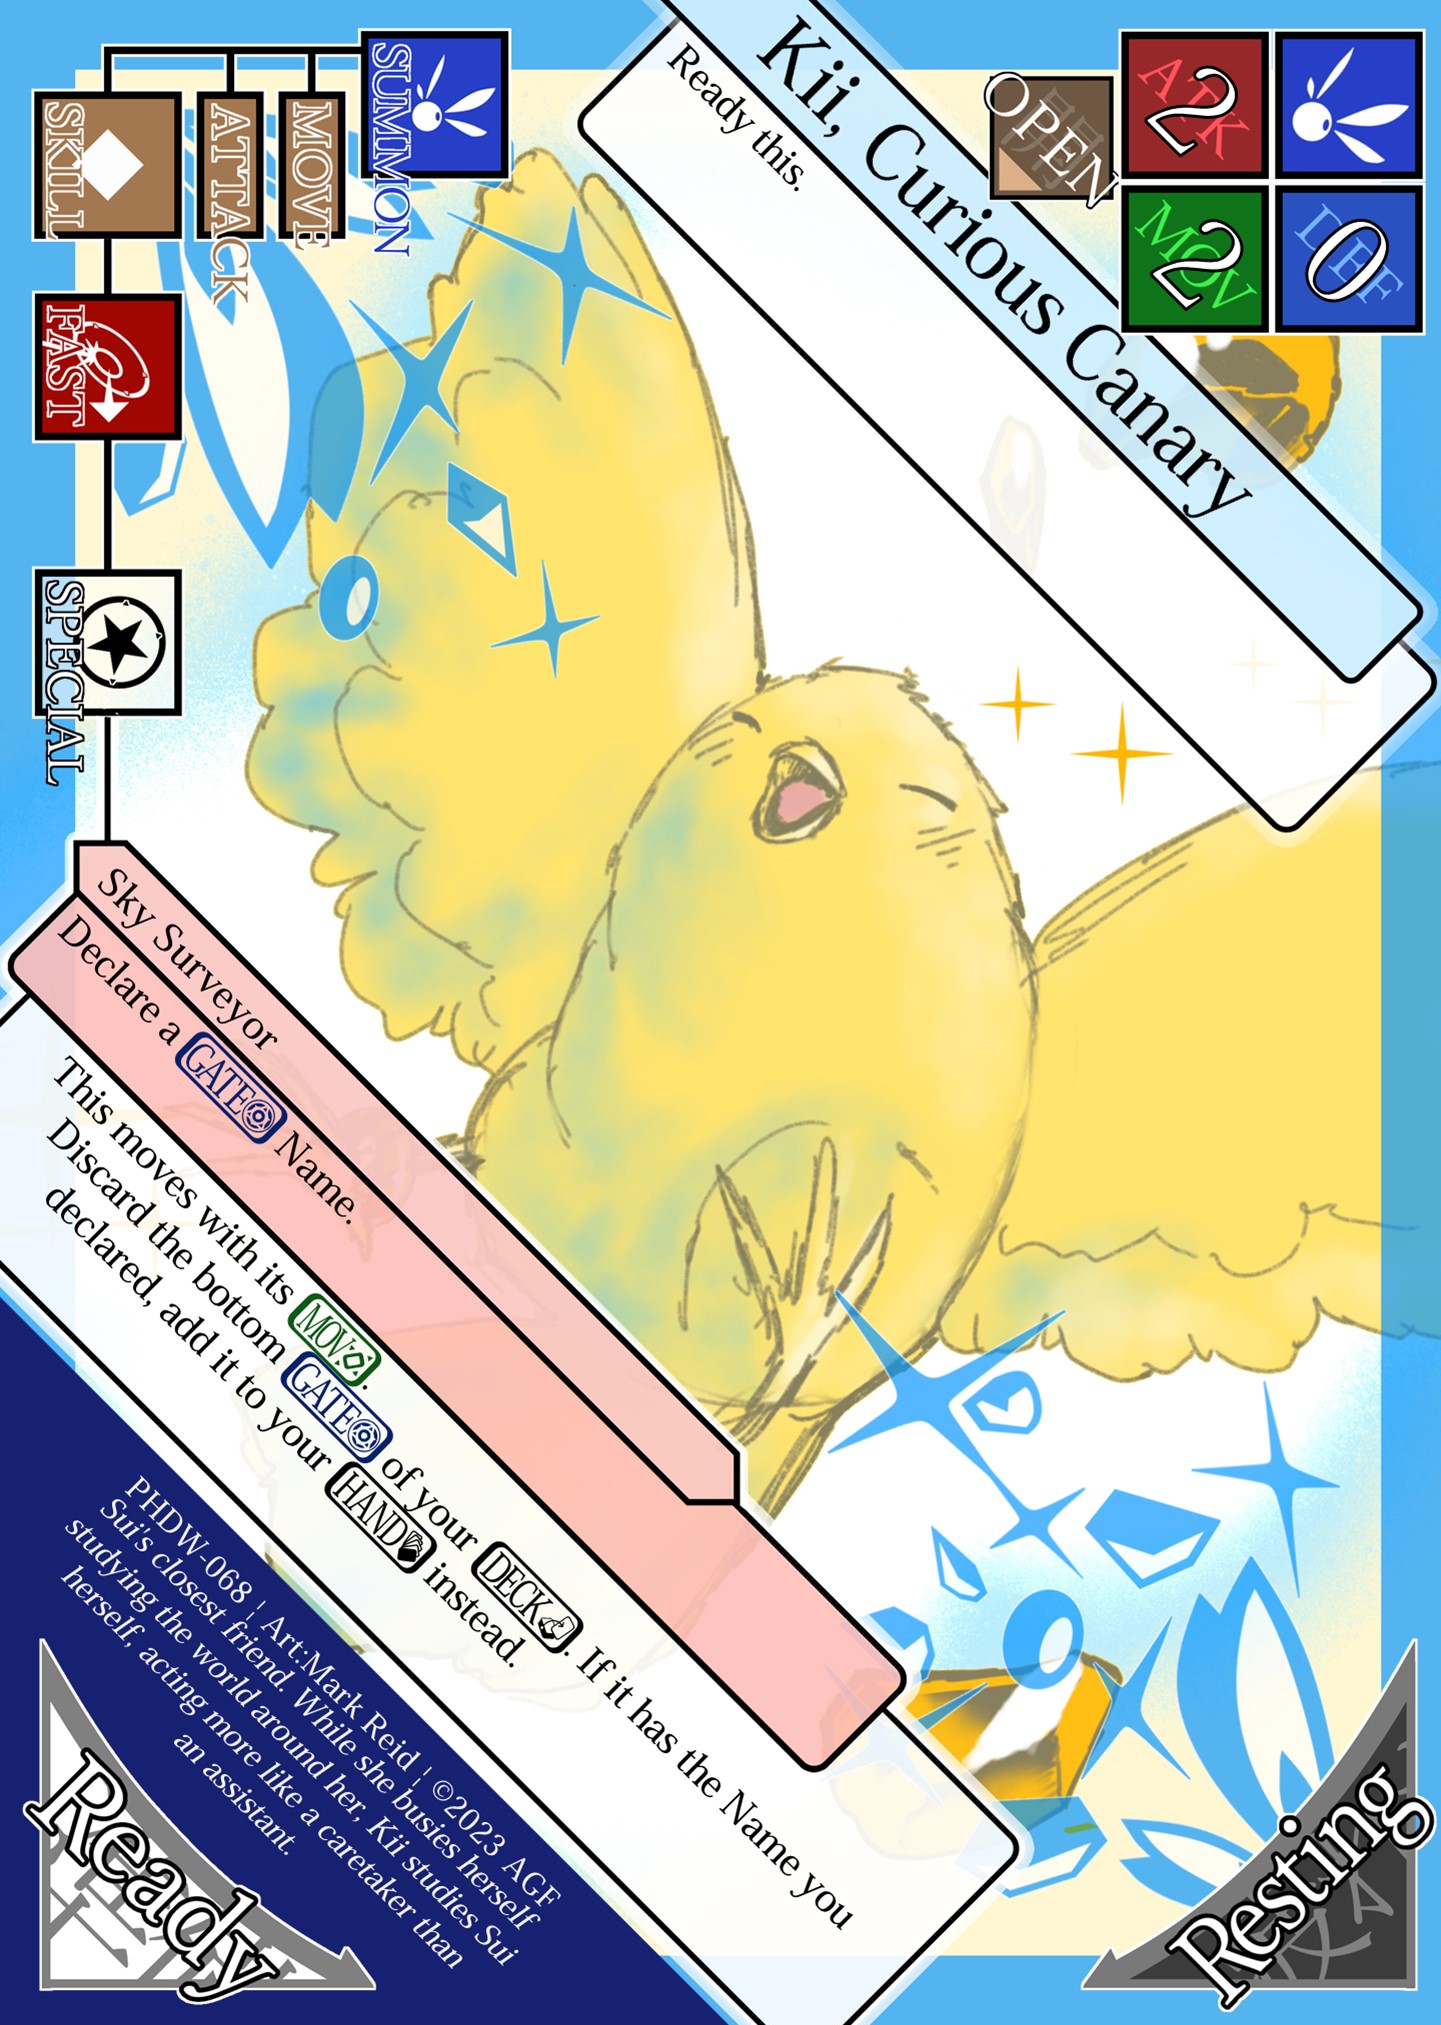 Kii, Curious Canary
Ready this.
OPEN
ATK
2
MOV
2
DEF
0
SUMMON
MOVE
ATTACK
SKILL
FAST
SPECIAL
Sky Surveyor
Declare a GATE Name.
This moves with its MOV.
Discard the bottom GATE of your DECK. If it has the Name you
declared, add it to your HAND instead.
PHDW-068 ¦ Art:Mark Reid ¦ ©2023 AGF
Sui's closest friend. While she busies herself
studying the world around her, Kii studies Sui
herself, acting more like a caretaker than
an assistant.
Ready
Resting